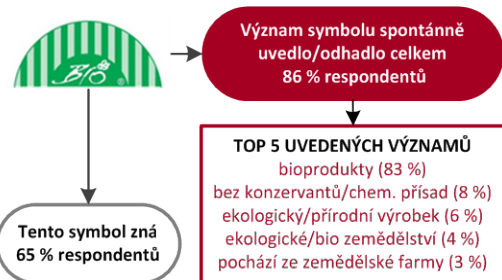 Význam symbolu spontánně
uvedlo/odhadlo celkem
86 % respondentů
BIO
TOP 5 UVEDENÝCH VÝZNAMŮ
bioprodukty (83 %)
bez konzervantů/chem. přísad (8 %)
ekologický/přírodní výrobek (6 %)
ekologické/bio zemědělství (4 %)
pochází ze zemědělské farmy (3 %)
Tento symbol zná
65 % respondentů